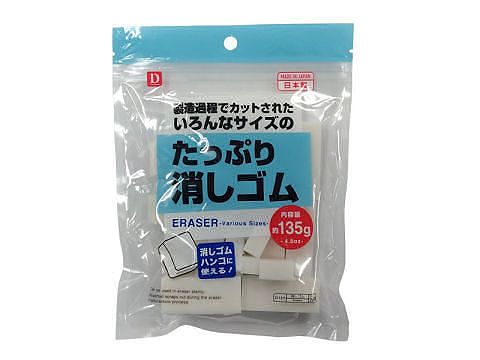 D
MADE IN JAPAN
日本製
製造過程でカットされた
いろんなサイズの
たっぷり
消しゴム
ERASER -Various Sizes-
内容量
約135g
消しゴム
ハンコに
使える!